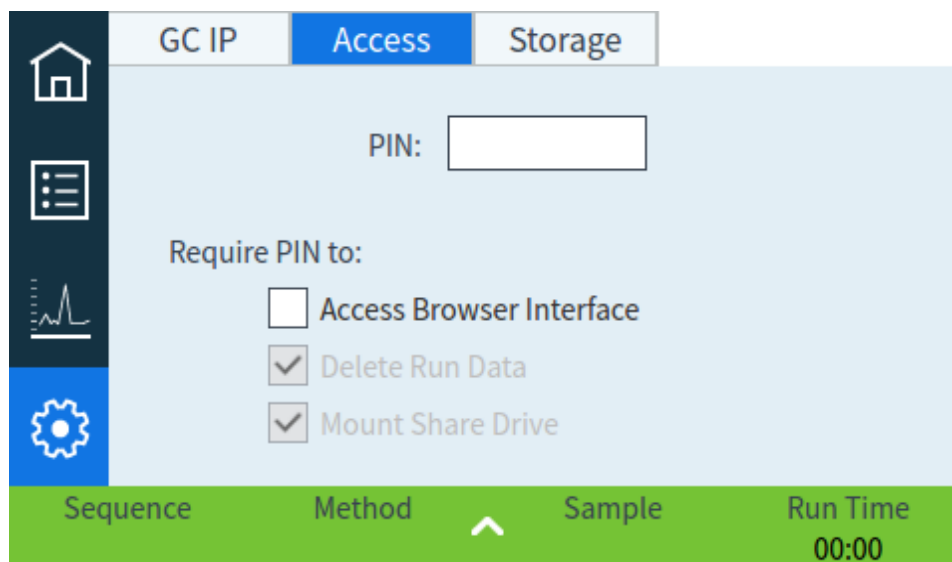 GC IP Access Storage
PIN:
Require PIN to:
Access Browser Interface
Delete Run Data
Mount Share Drive
Sequence Method Sample Run Time
00:00